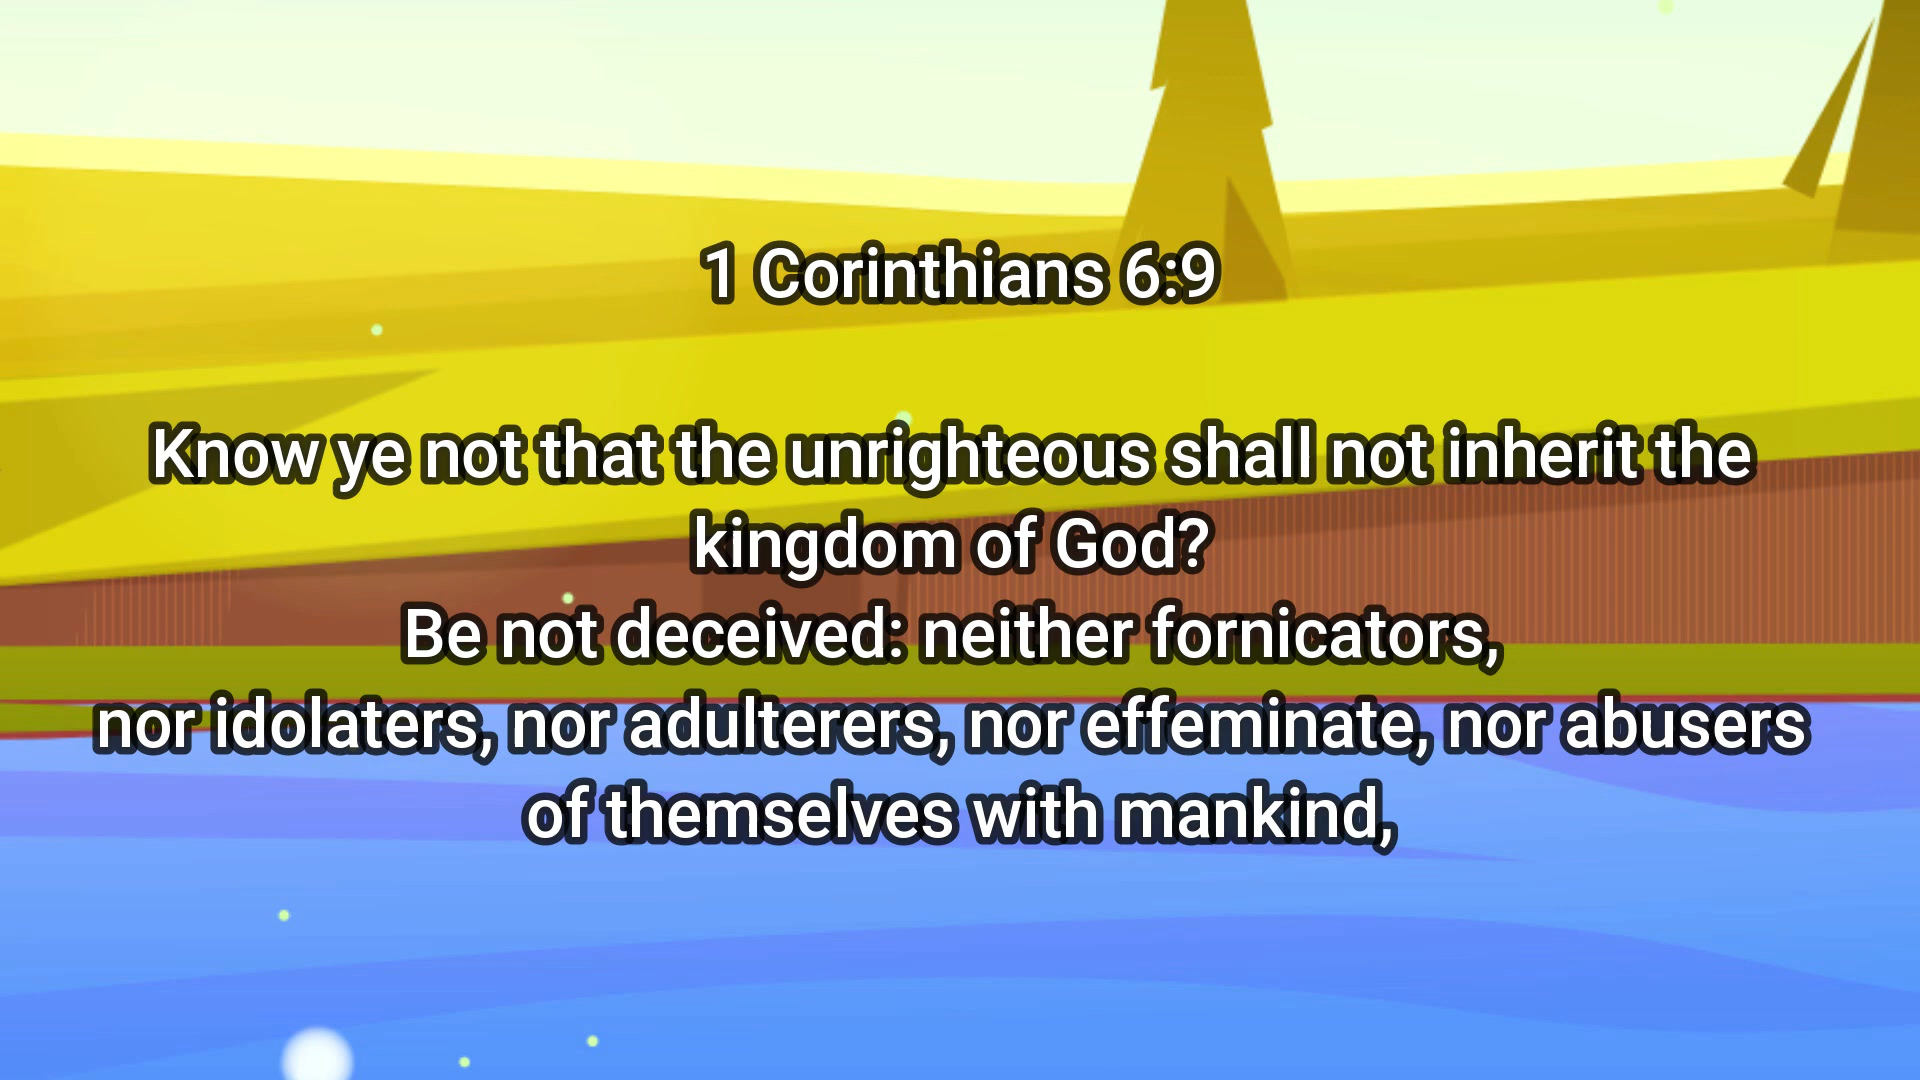 1 Corinthians 6:9
Know ye not that the unrighteous shall not inherit the
kingdom of God?
Be not deceived: neither fornicators,
nor idolaters, nor adulterers, nor effeminate, nor abusers
of themselves with mankind,